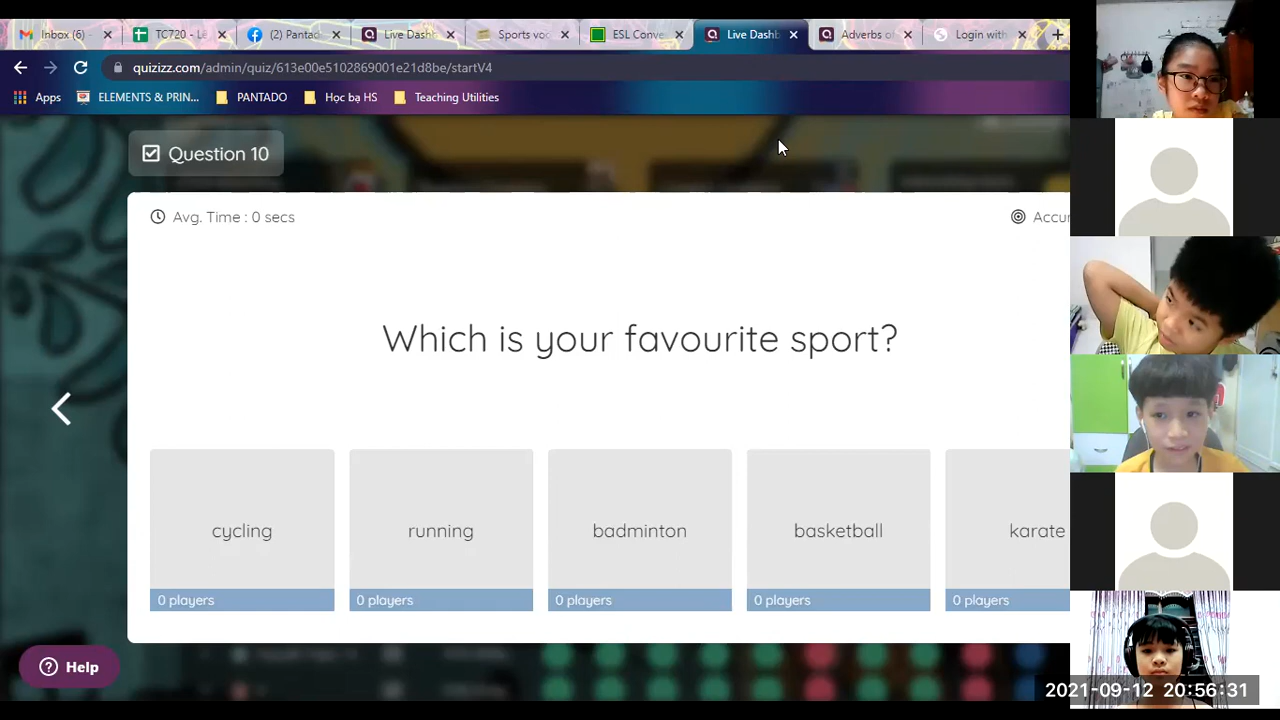 Inbox (6)
TC720 - Le
(2) Pantad
Live Dash
Sports voc
ESL Conve
Live Dashb
Adverbs of
Login with
quizizz.com/admin/quiz/613e00e5102869001e21d8be/startV4
Apps
ELEMENTS & PRIN...
PANTADO
Học bạ HS
Teaching Utilities
Question 10
Avg. Time : 0 secs
Accu
Which is your favourite sport?
cycling
running
badminton
basketball
karate
0 players
0 players
0 players
0 players
0 players
Help
2021-09-12 20:56:31